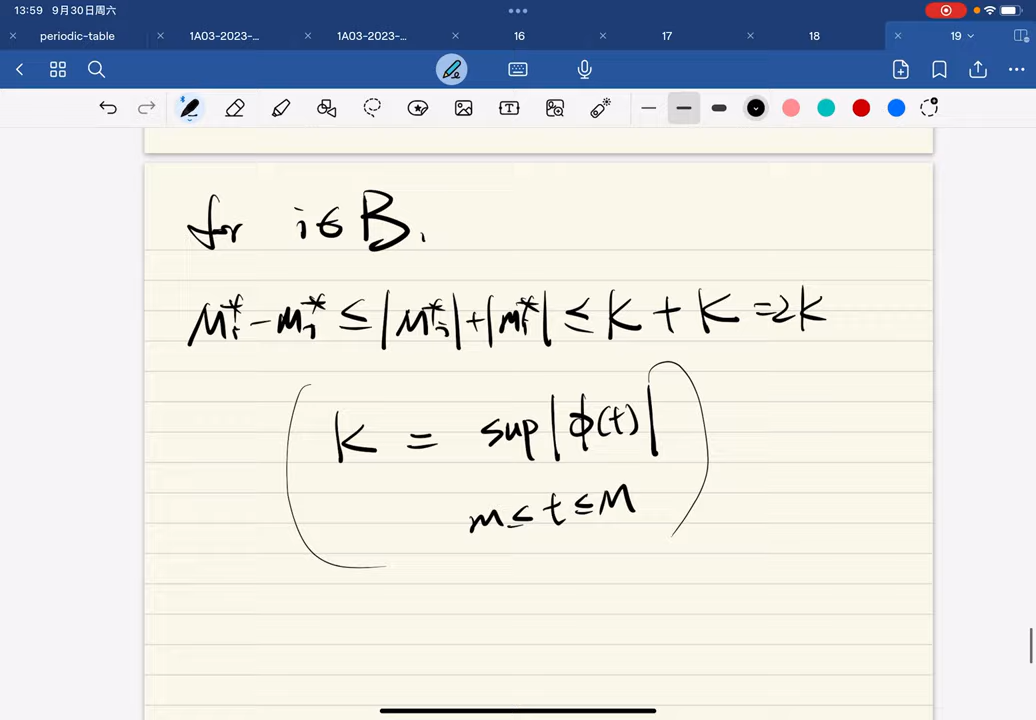 13:59 9月30日周六
periodic-table 1A03-2023-... 1A03-2023-... 16 17 18 19
for i ∈ B,
M_i^* - m_i^* ≤ |M_i^*| + |m_i^*| ≤ K + K = 2K
K = sup|φ(t)|
m ≤ t ≤ M